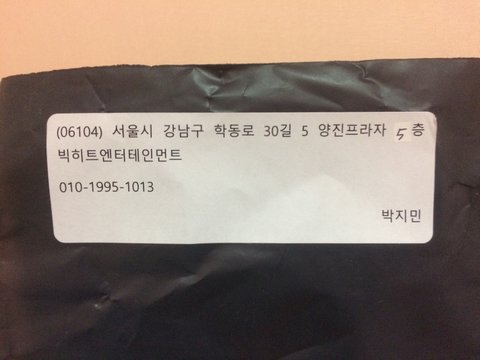 (06104) 서울시 강남구 학동로 30길 5 양진프라자 5층
빅히트엔터테인먼트
010-1995-1013
박지민